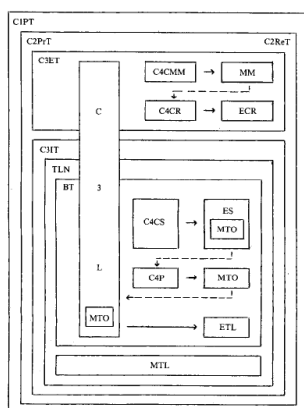 C1PT
C2PrT C2ReT
C3ET
C4CMM MM
C
C4CR ECR
C3IT
TLN
BT
3
ES
C4CS
MTO
L
C4P MTO
MTO
ETL
MTL